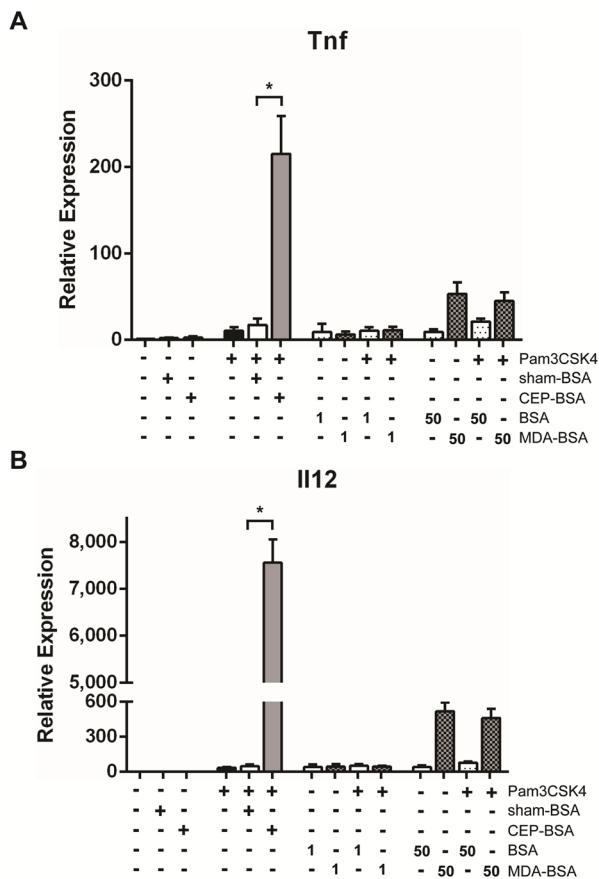 A
Tnf
Relative Expression
300
200
100
0
- - - + + + - - + + - - + + Pam3CSK4
- + - - + - - - - - - - - - sham-BSA
- - + - - + - - - - - - - - CEP-BSA
- - - - - - 1 - 1 - 50 - 50 - BSA
- - - - - - - 1 - 1 - 50 - 50 MDA-BSA
*
B
Il12
Relative Expression
8,000
7,000
6,000
5,000
600
300
0
*
- - - + + + - - + + - - + + Pam3CSK4
- + - - + - - - - - - - - - sham-BSA
- - + - - + - - - - - - - - CEP-BSA
- - - - - - 1 - 1 - 50 - 50 - BSA
- - - - - - - 1 - 1 - 50 - 50 MDA-BSA